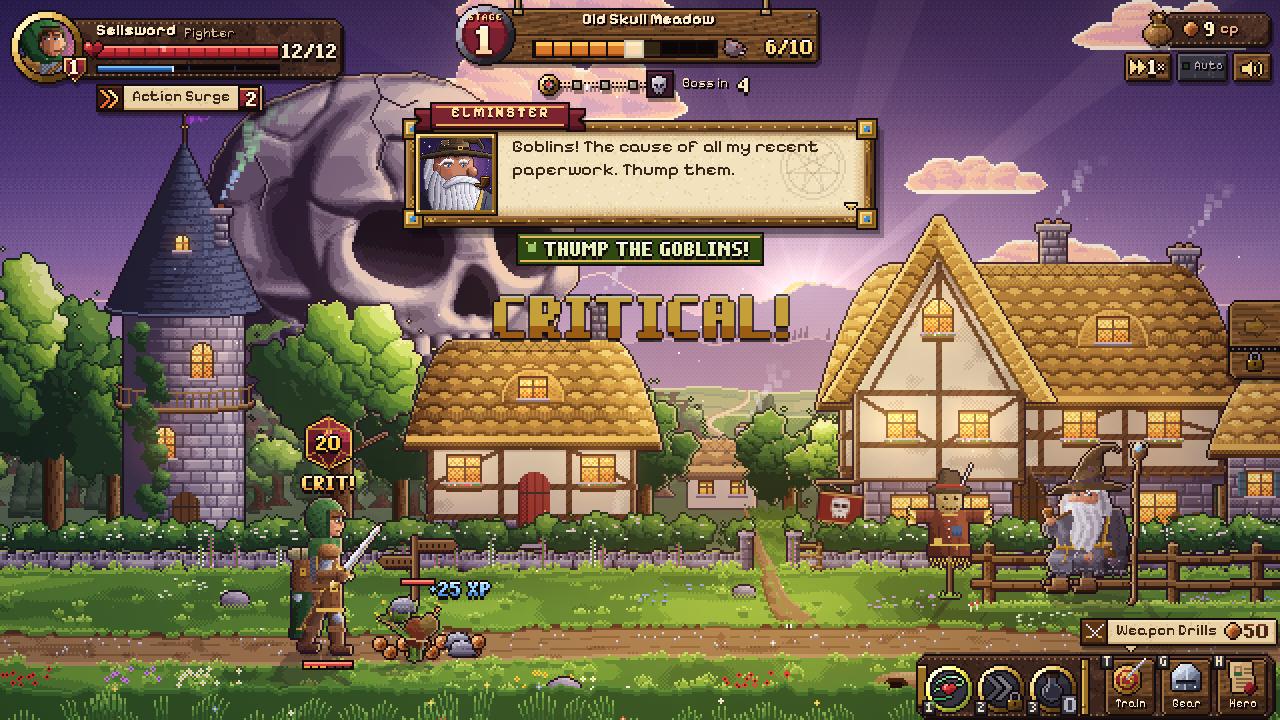 Sellsword Fighter
12/12
1
Action Surge 2
STAGE
1
Old Skull Meadow
6/10
Boss in 4
9 cp
1x
Auto
ELMINSTER
Goblins! The cause of all my recent
paperwork. Thump them.
THUMP THE GOBLINS!
CRITICAL!
20
CRIT!
+25 XP
Weapon Drills 50
1 2 3 0
T G H
Train Gear Hero